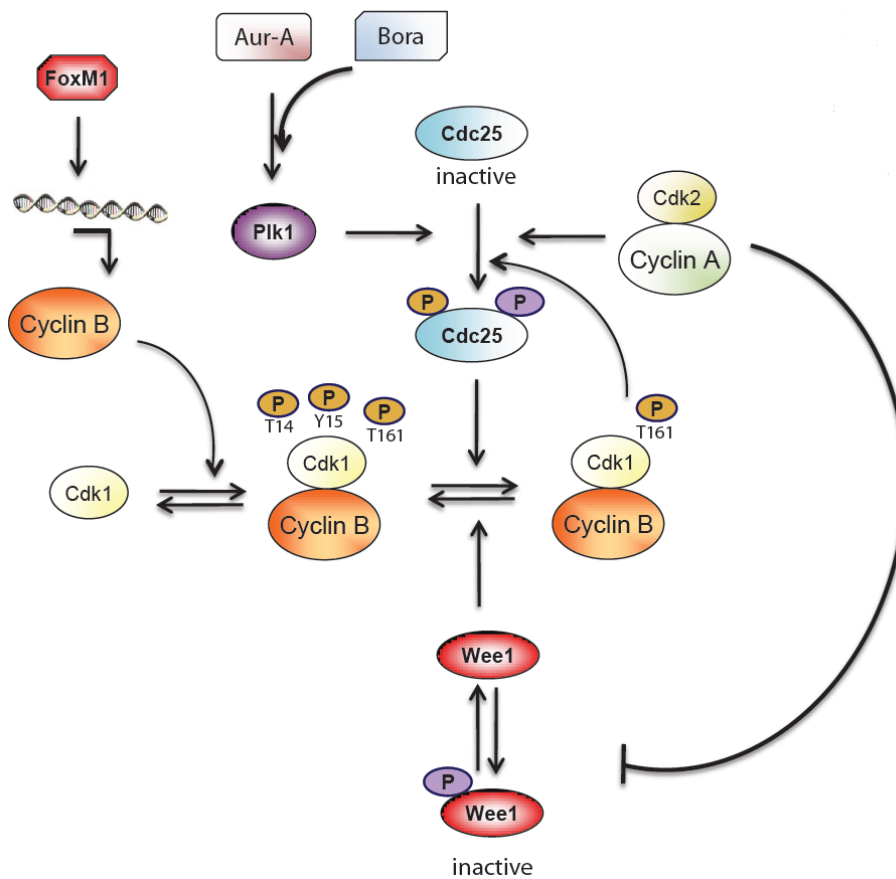 Aur-A
Bora
FoxM1
Cdc25
inactive
Cdk2
Cyclin A
Plk1
P
P
Cdc25
Cyclin B
P
T14
P
Y15
P
T161
P
T161
Cdk1
Cdk1
Cyclin B
Cdk1
Cyclin B
Wee1
P
Wee1
inactive